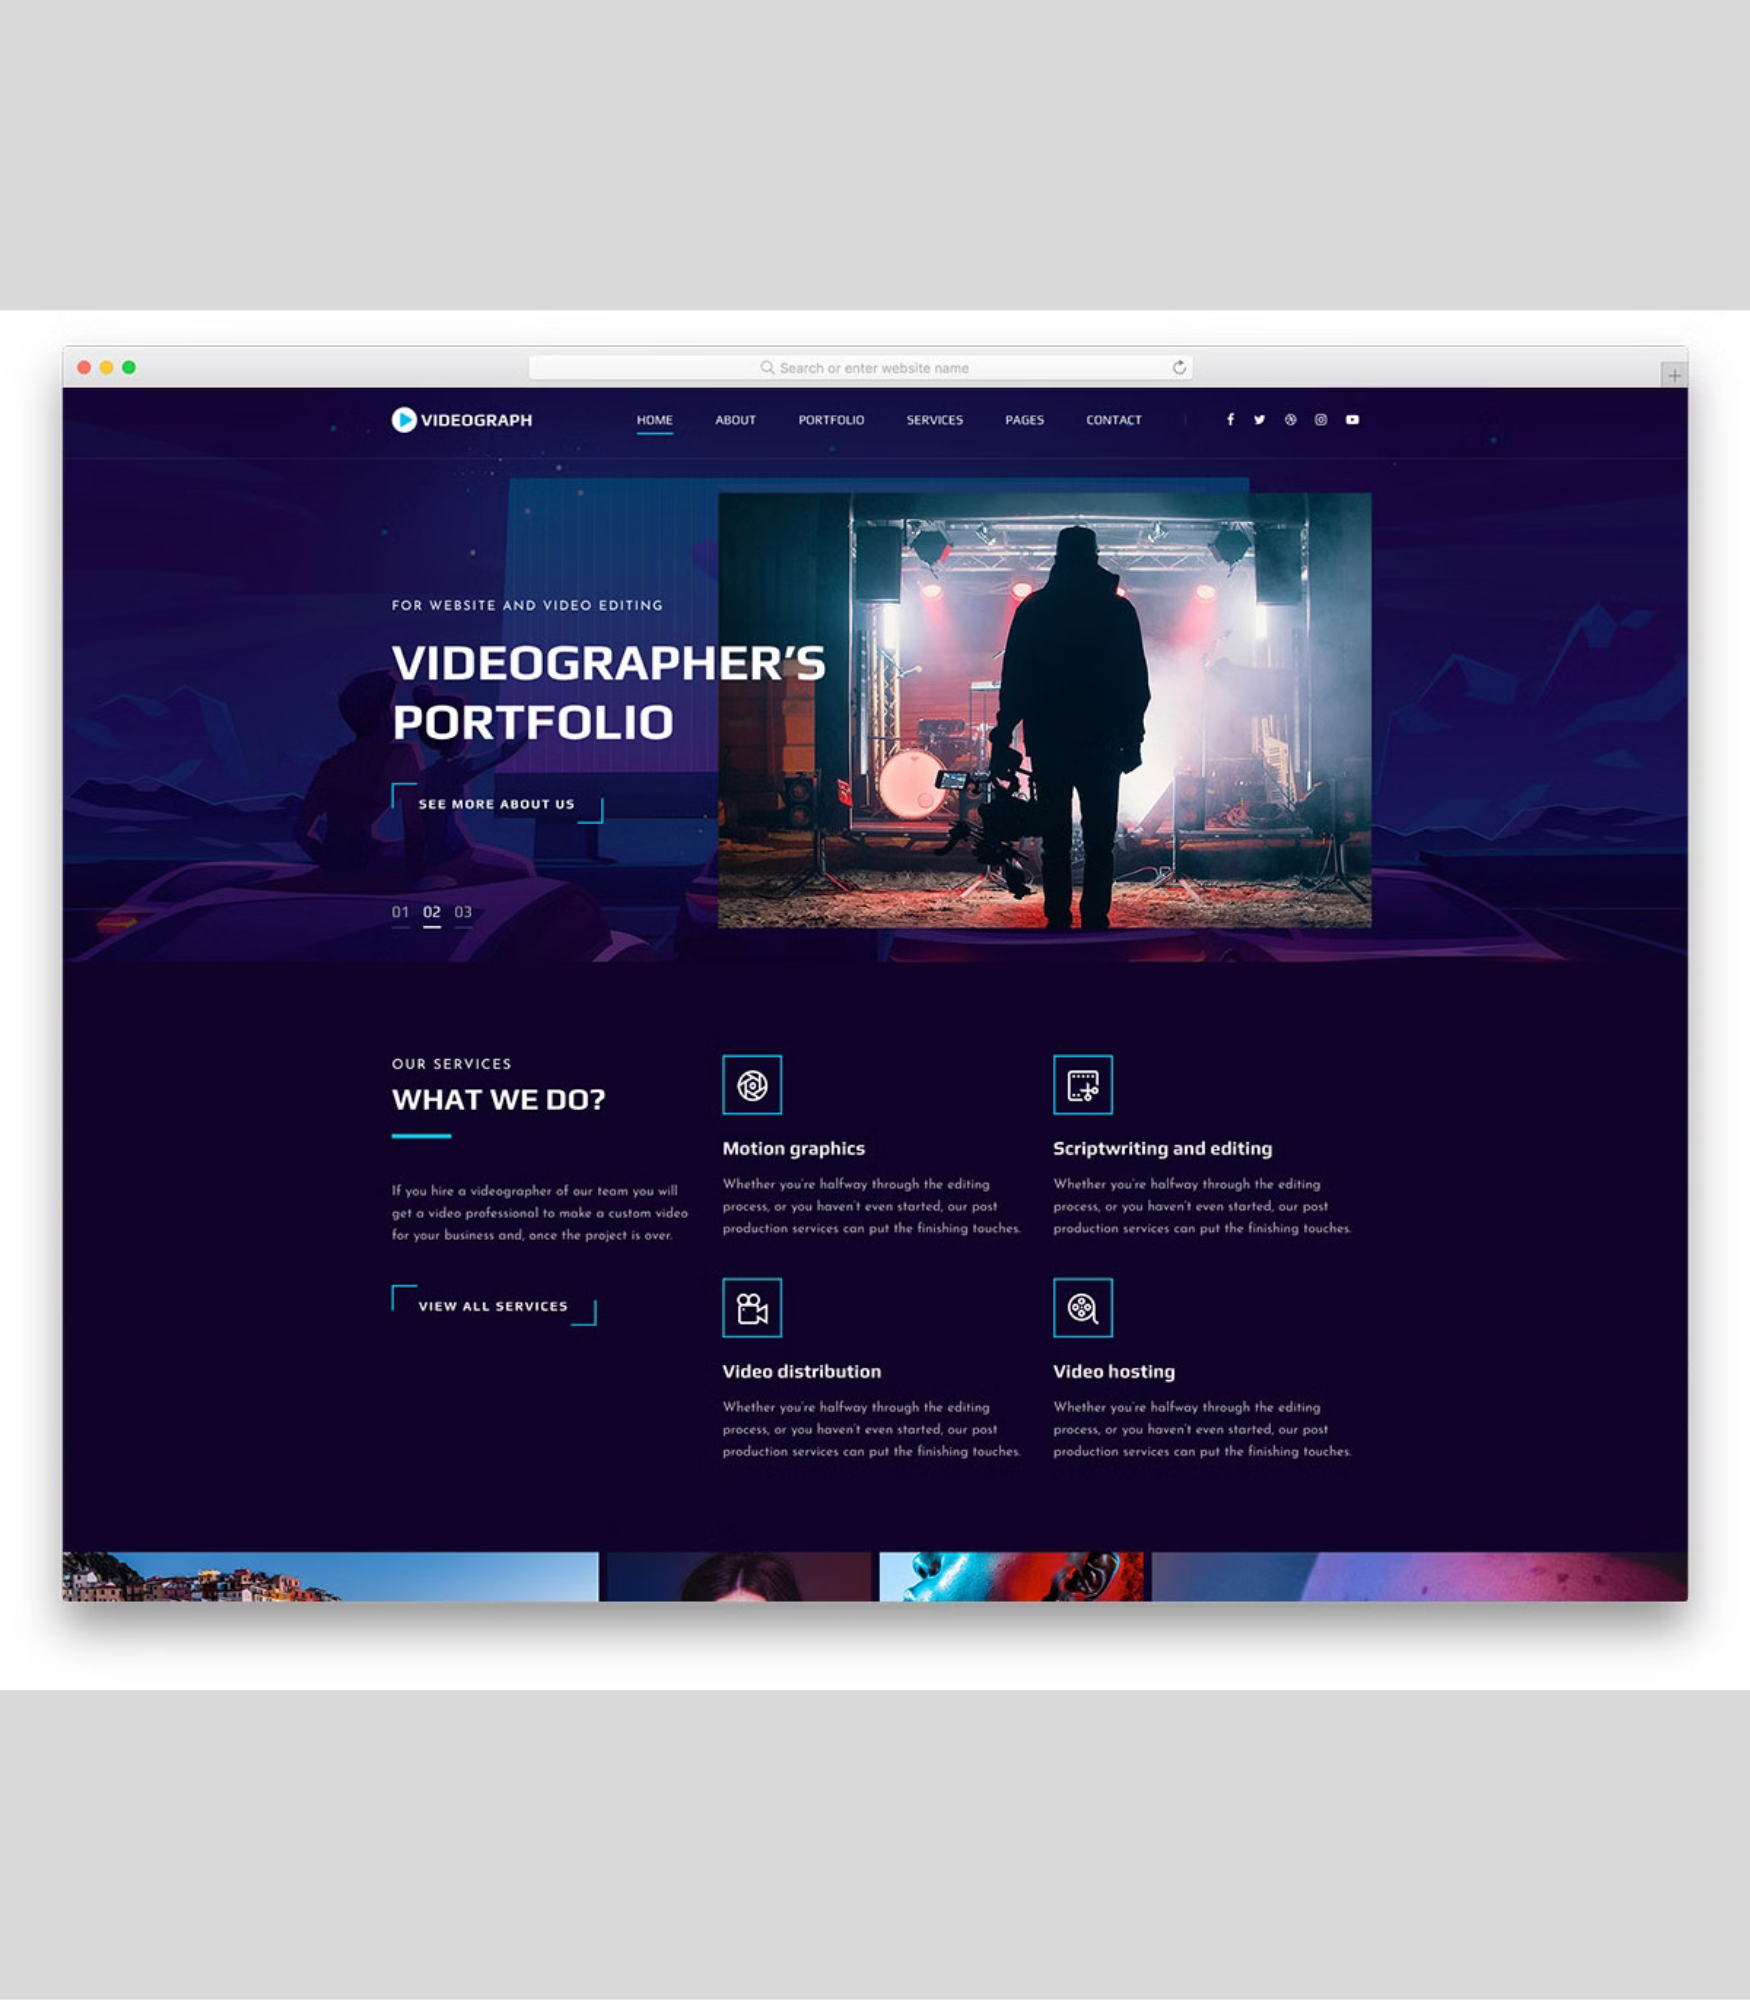 Search or enter website name
VIDEOGRAPH
HOME ABOUT PORTFOLIO SERVICES PAGES CONTACT
FOR WEBSITE AND VIDEO EDITING
VIDEOGRAPHER'S
PORTFOLIO
SEE MORE ABOUT US
01 02 03
OUR SERVICES
WHAT WE DO?
If you hire a videographer of our team you will
get a video professional to make a custom video
for your business and, once the project is over.
VIEW ALL SERVICES
Motion graphics
Whether you're halfway through the editing
process, or you haven't even started, our post
production services can put the finishing touches.
Scriptwriting and editing
Whether you're halfway through the editing
process, or you haven't even started, our post
production services can put the finishing touches.
Video distribution
Whether you're halfway through the editing
process, or you haven't even started, our post
production services can put the finishing touches.
Video hosting
Whether you're halfway through the editing
process, or you haven't even started, our post
production services can put the finishing touches.